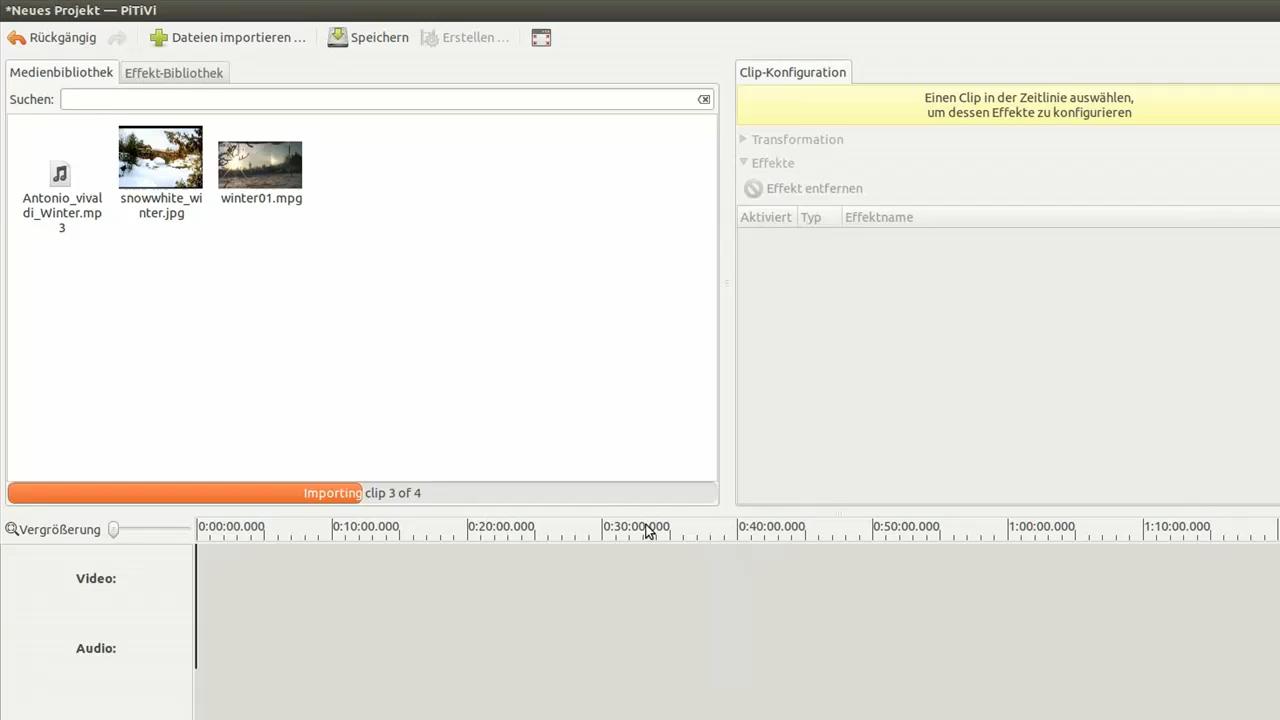 *Neues Projekt — PiTiVi
Rückgängig
Dateien importieren ...
Speichern
Erstellen ...
Medienbibliothek
Effekt-Bibliothek
Suchen:
Antonio_vival
di_Winter.mp
3
snowwhite_wi
nter.jpg
winter01.mpg
Importing clip 3 of 4
Clip-Konfiguration
Einen Clip in der Zeitlinie auswählen,
um dessen Effekte zu konfigurieren
Transformation
Effekte
Effekt entfernen
Aktiviert Typ Effektname
Vergrößerung
0:00:00.000 0:10:00.000 0:20:00.000 0:30:00.000 0:40:00.000 0:50:00.000 1:00:00.000 1:10:00.000
Video:
Audio: